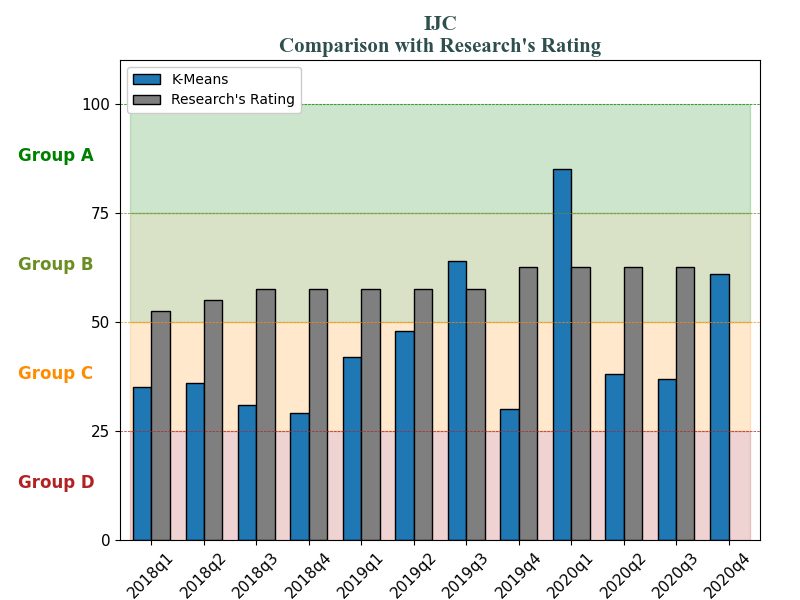 IJC
Comparison with Research's Rating
K-Means
Research's Rating
100
Group A
75
Group B
50
Group C
25
Group D
0
2018q1
2018q2
2018q3
2018q4
2019q1
2019q2
2019q3
2019q4
2020q1
2020q2
2020q3
2020q4